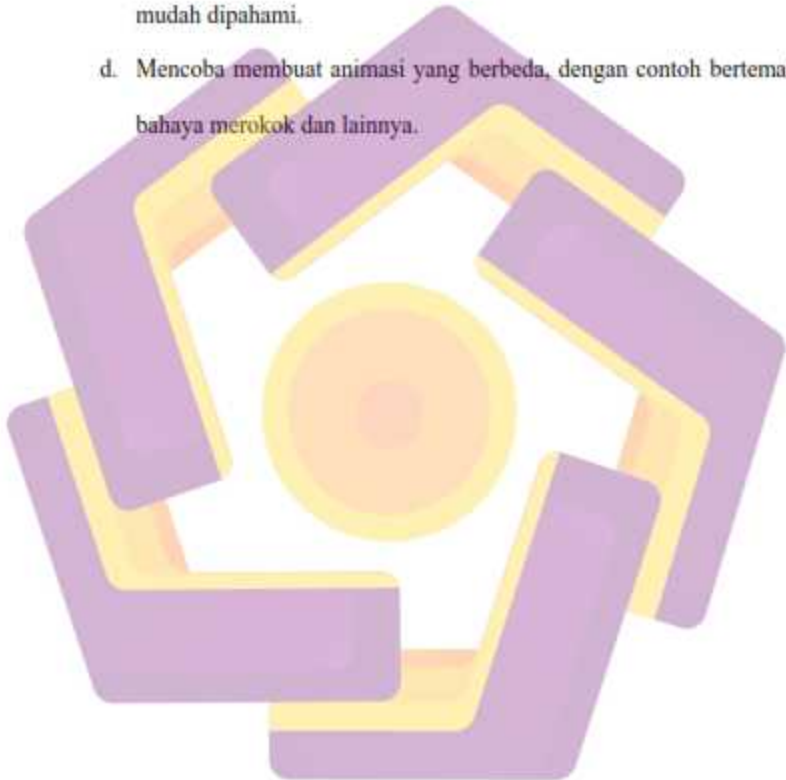 mudah dipahami.
d. Mencoba membuat animasi yang berbeda, dengan contoh bertema
bahaya merokok dan lainnya.